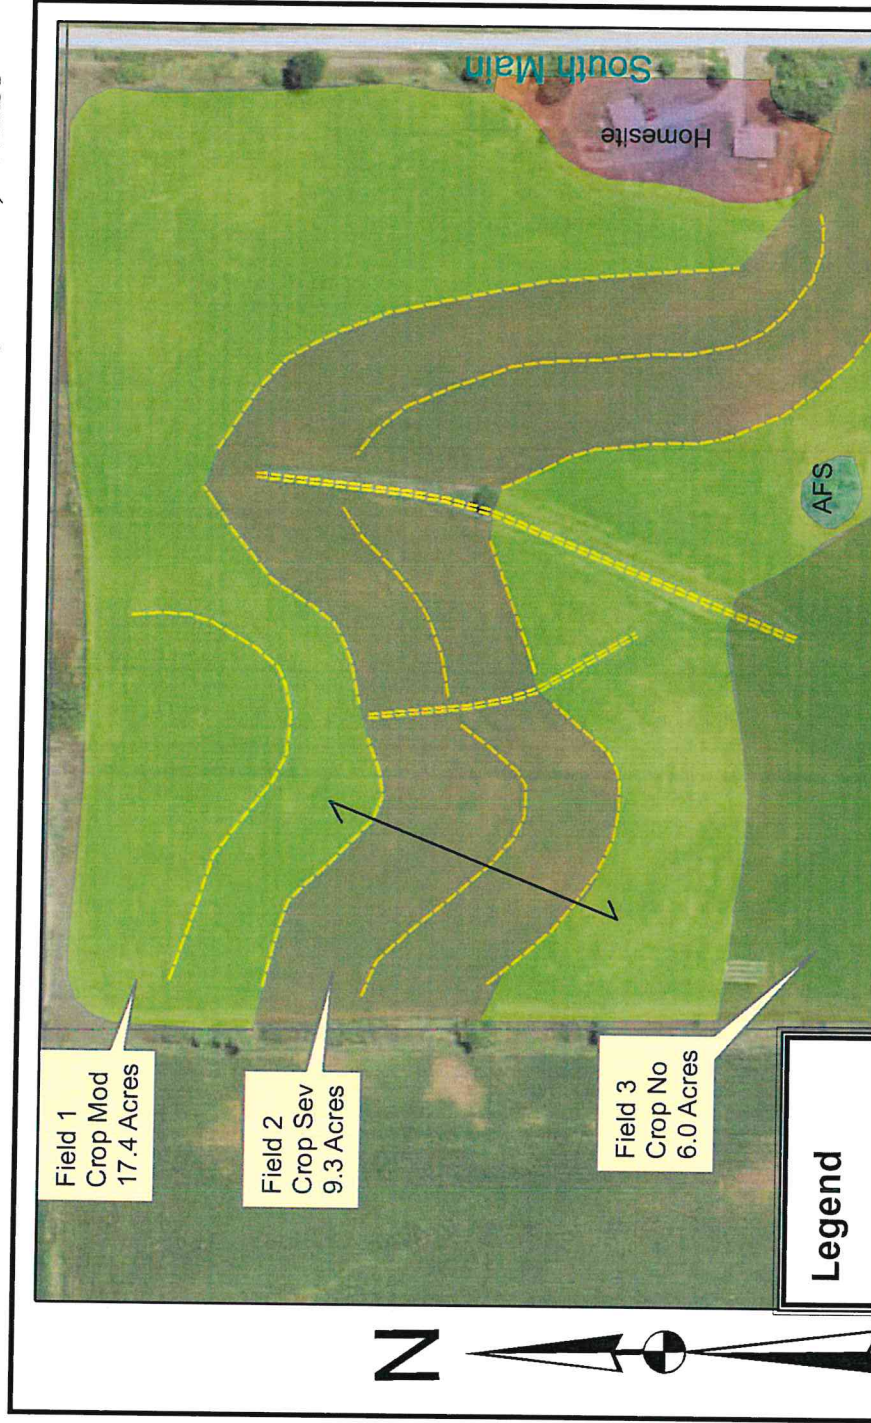 South Main
Homesite
AFS
Field 1
Crop Mod
17.4 Acres
Field 2
Crop Sev
9.3 Acres
Field 3
Crop No
6.0 Acres
Legend
N